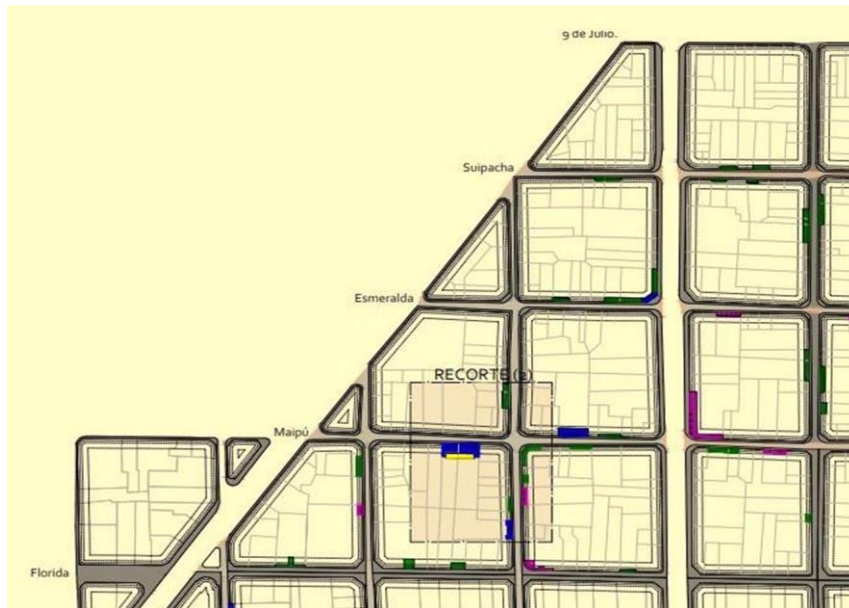 9 de Julio.
Suipacha
Esmeralda
RECORTE (2)
Maipú
Florida